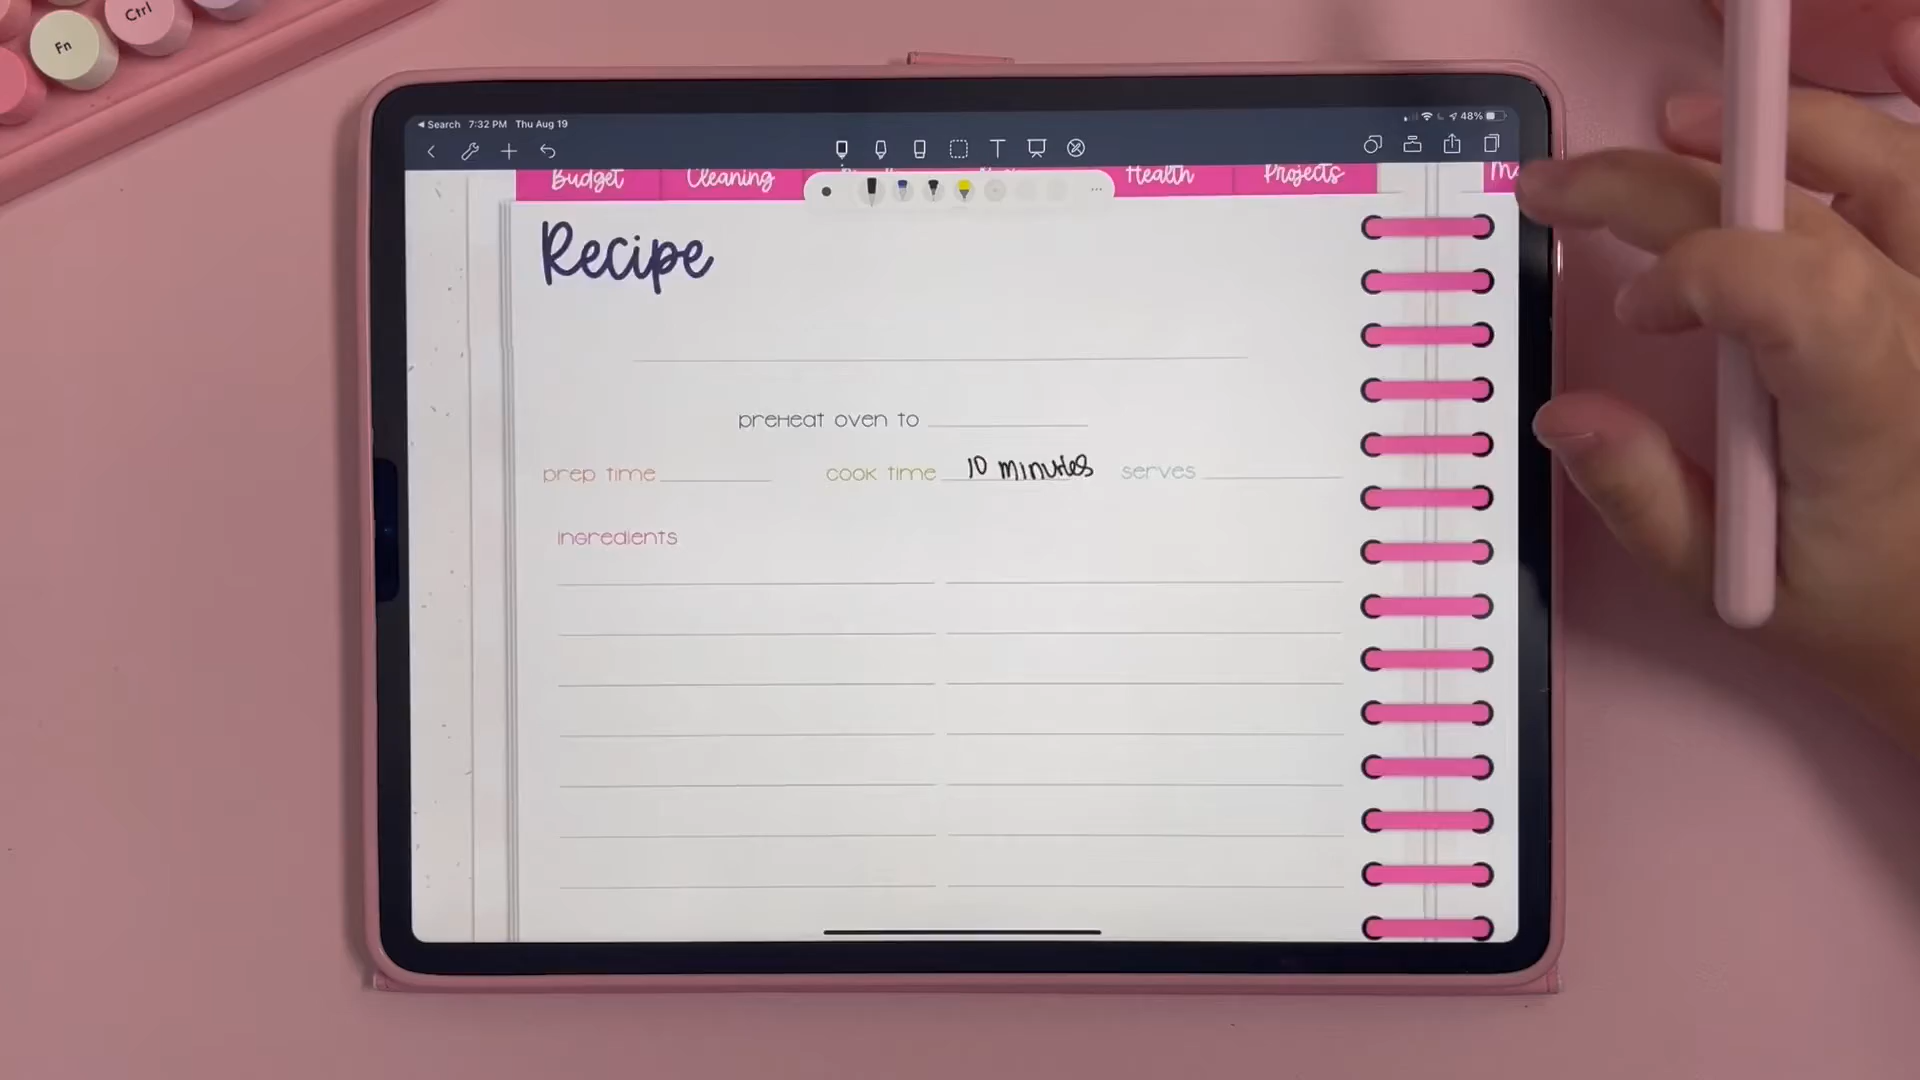 Fn
Ctrl
Search 7:32 PM Thu Aug 19
48%
Budget Cleaning Health Projects
Recipe
preheat oven to
prep time cook time 10 minutes serves
ingredients